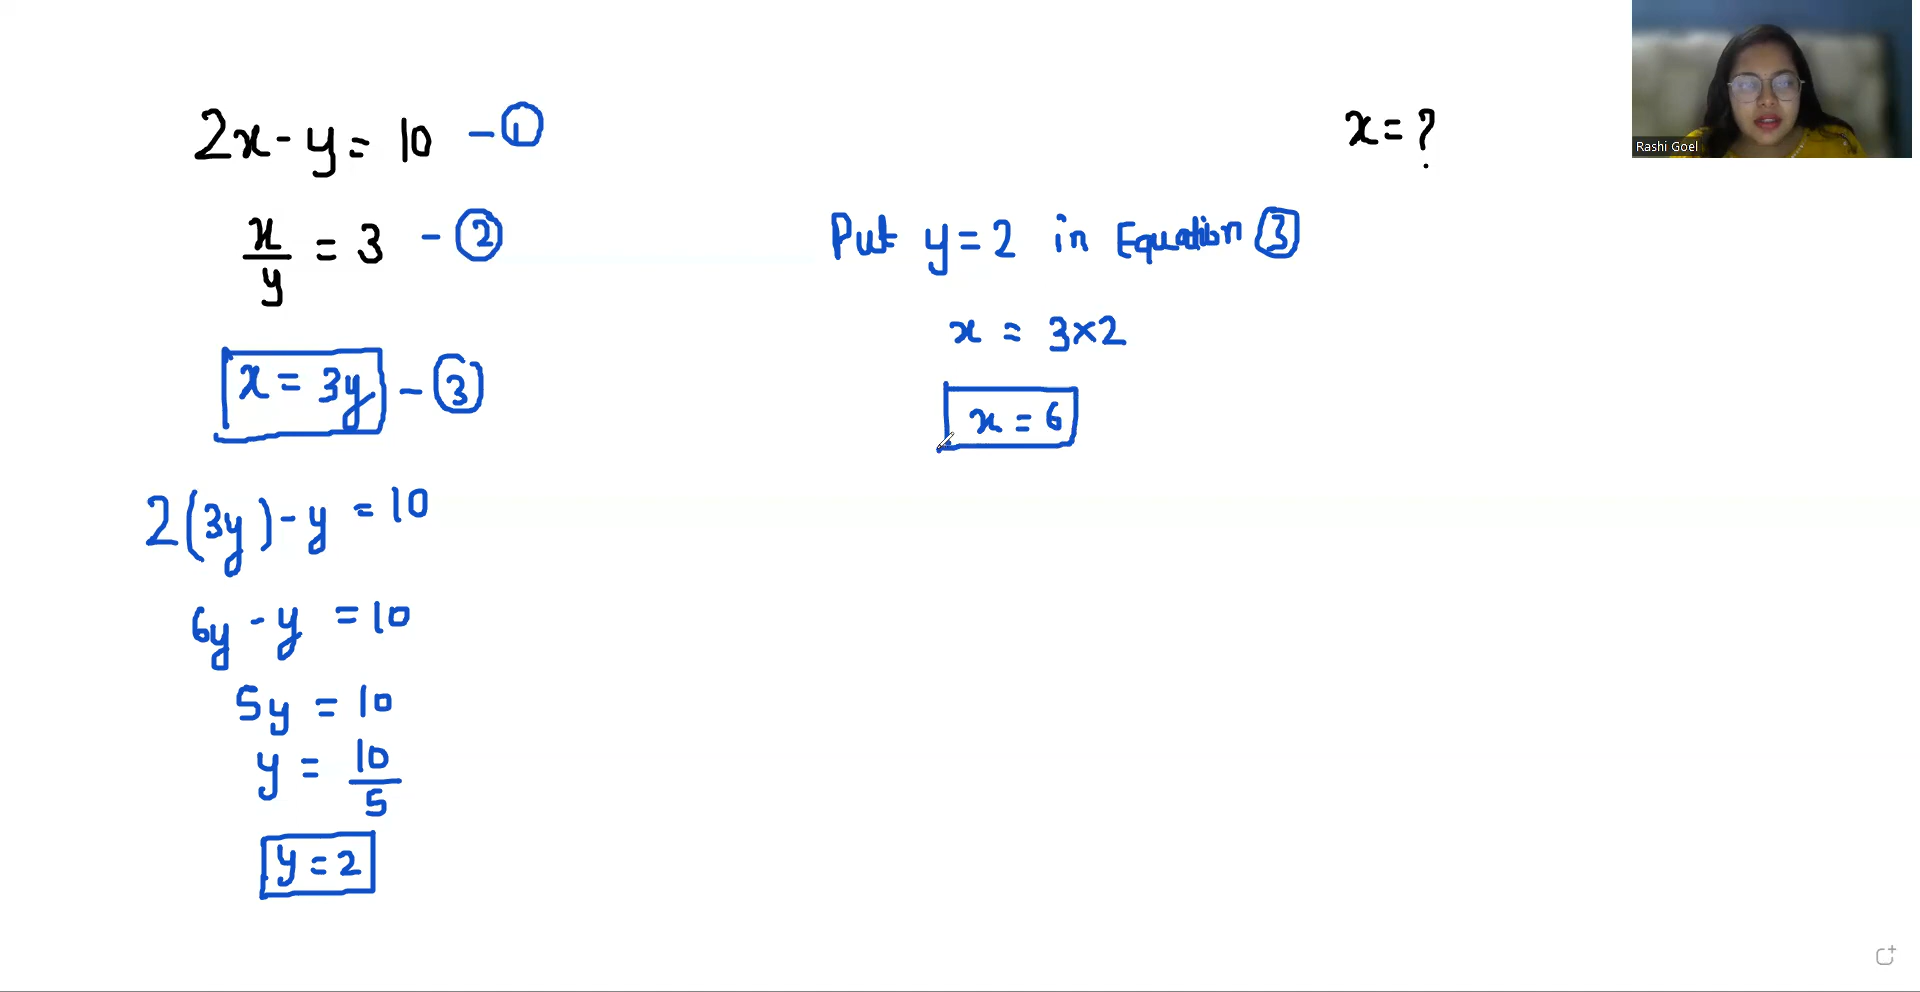 2x - y = 10 - ①
x/y = 3 - ②
x = 3y - ③
2(3y) - y = 10
6y - y = 10
5y = 10
y = 10/5
y = 2
x = ?
Put y = 2 in Equation ③
x = 3×2
x = 6
Rashi Goel